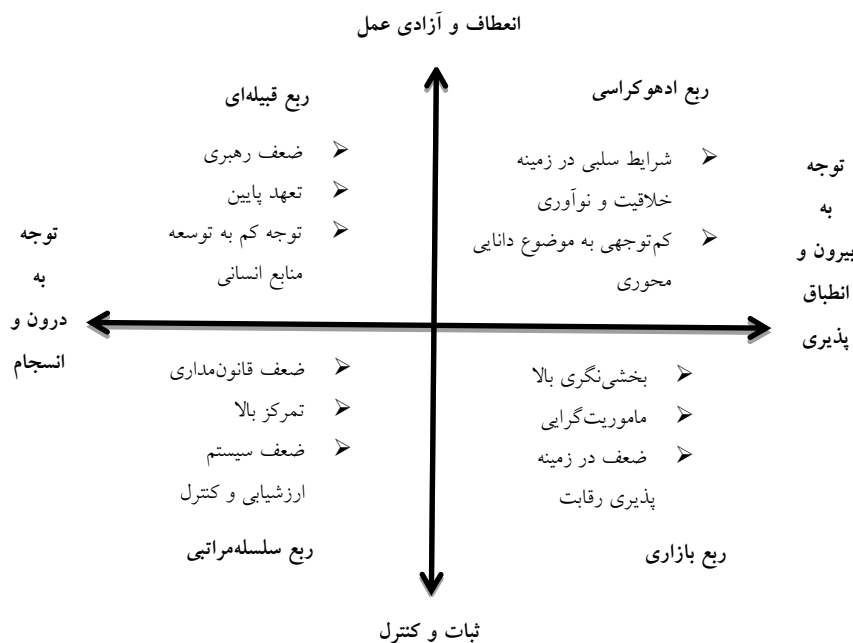 انعطاف و آزادی عمل
ربع ادهوکراسی
شرایط سلبی در زمینه
خلاقیت و نوآوری
کم‌توجهی به موضوع دانایی
محوری
ربع قبیله‌ای
ضعف رهبری
تعهد پایین
توجه کم به توسعه
منابع انسانی
توجه
به
بیرون و
انطباق
پذیری
توجه
به
درون و
انسجام
بخشی‌نگری بالا
ماموریت‌گرایی
ضعف در زمینه
پذیری رقابت
ربع بازاری
ضعف قانون‌مداری
تمرکز بالا
ضعف سیستم
ارزشیابی و کنترل
ربع سلسله‌مراتبی
ثبات و کنترل